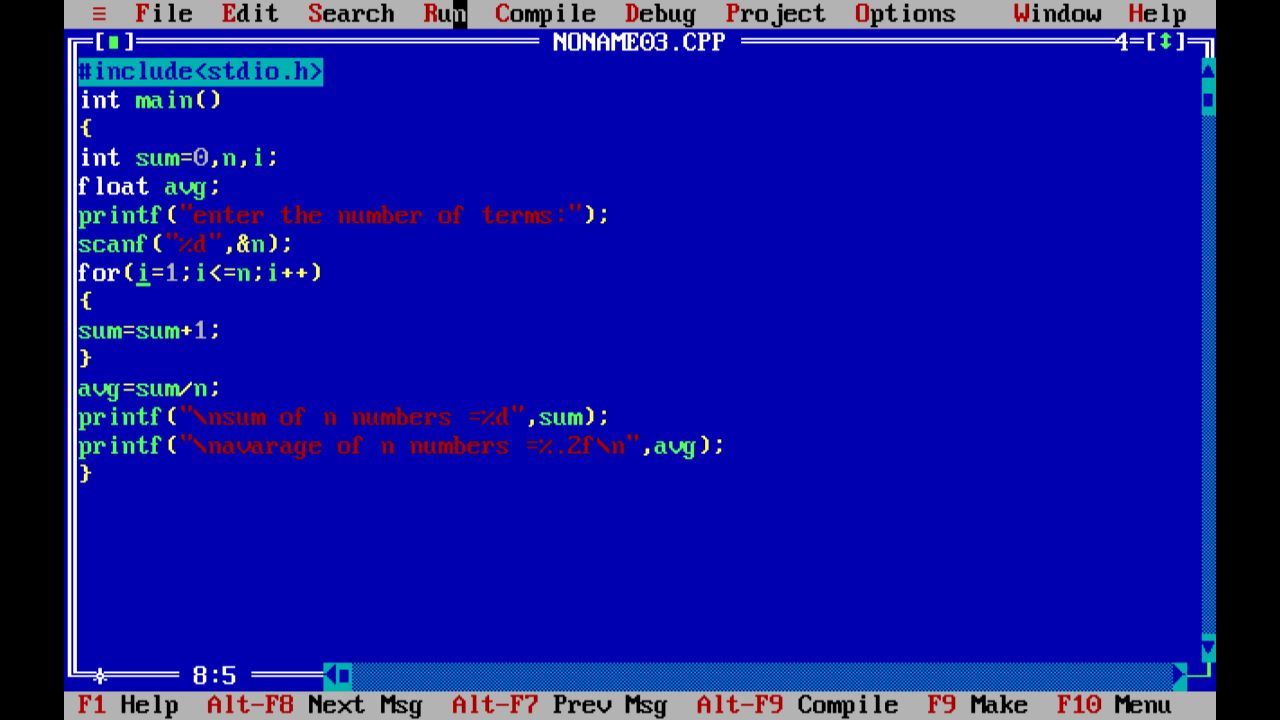 ≡ File Edit Search Run Compile Debug Project Options Window Help
[■] NONAME03.CPP 4=[↕]
#include<stdio.h>
int main()
{
int sum=0,n,i;
float avg;
printf("enter the number of terms:");
scanf("%d",&n);
for(i=1;i<=n;i++)
{
sum=sum+1;
}
avg=sum/n;
printf("\nsum of n numbers =%d",sum);
printf("\navarage of n numbers =%.2f\n",avg);
}
8:5
F1 Help Alt-F8 Next Msg Alt-F7 Prev Msg Alt-F9 Compile F9 Make F10 Menu